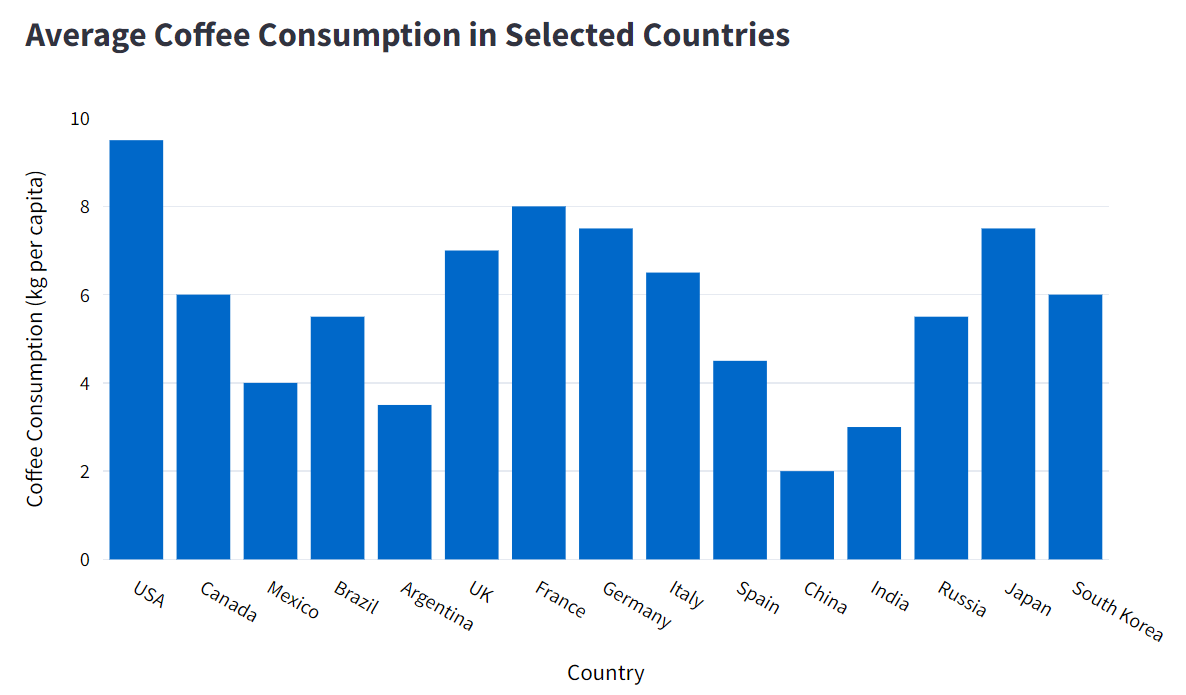 Average Coffee Consumption in Selected Countries
10
8
6
4
2
0
Coffee Consumption (kg per capita)
USA
Canada
Mexico
Brazil
Argentina
UK
France
Germany
Italy
Spain
China
India
Russia
Japan
South Korea
Country